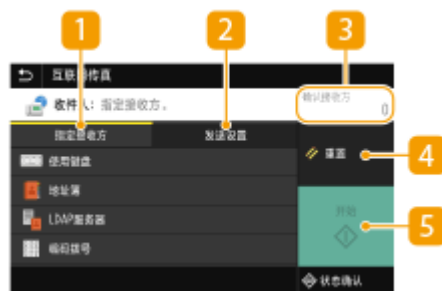 1 2 3
互联网传真
收件人: 指定接收方。
确认接收方
0
指定接收方 发送设置
重置 4
使用键盘
地址簿
LDAP服务器
开始 5
编码拨号
状态确认